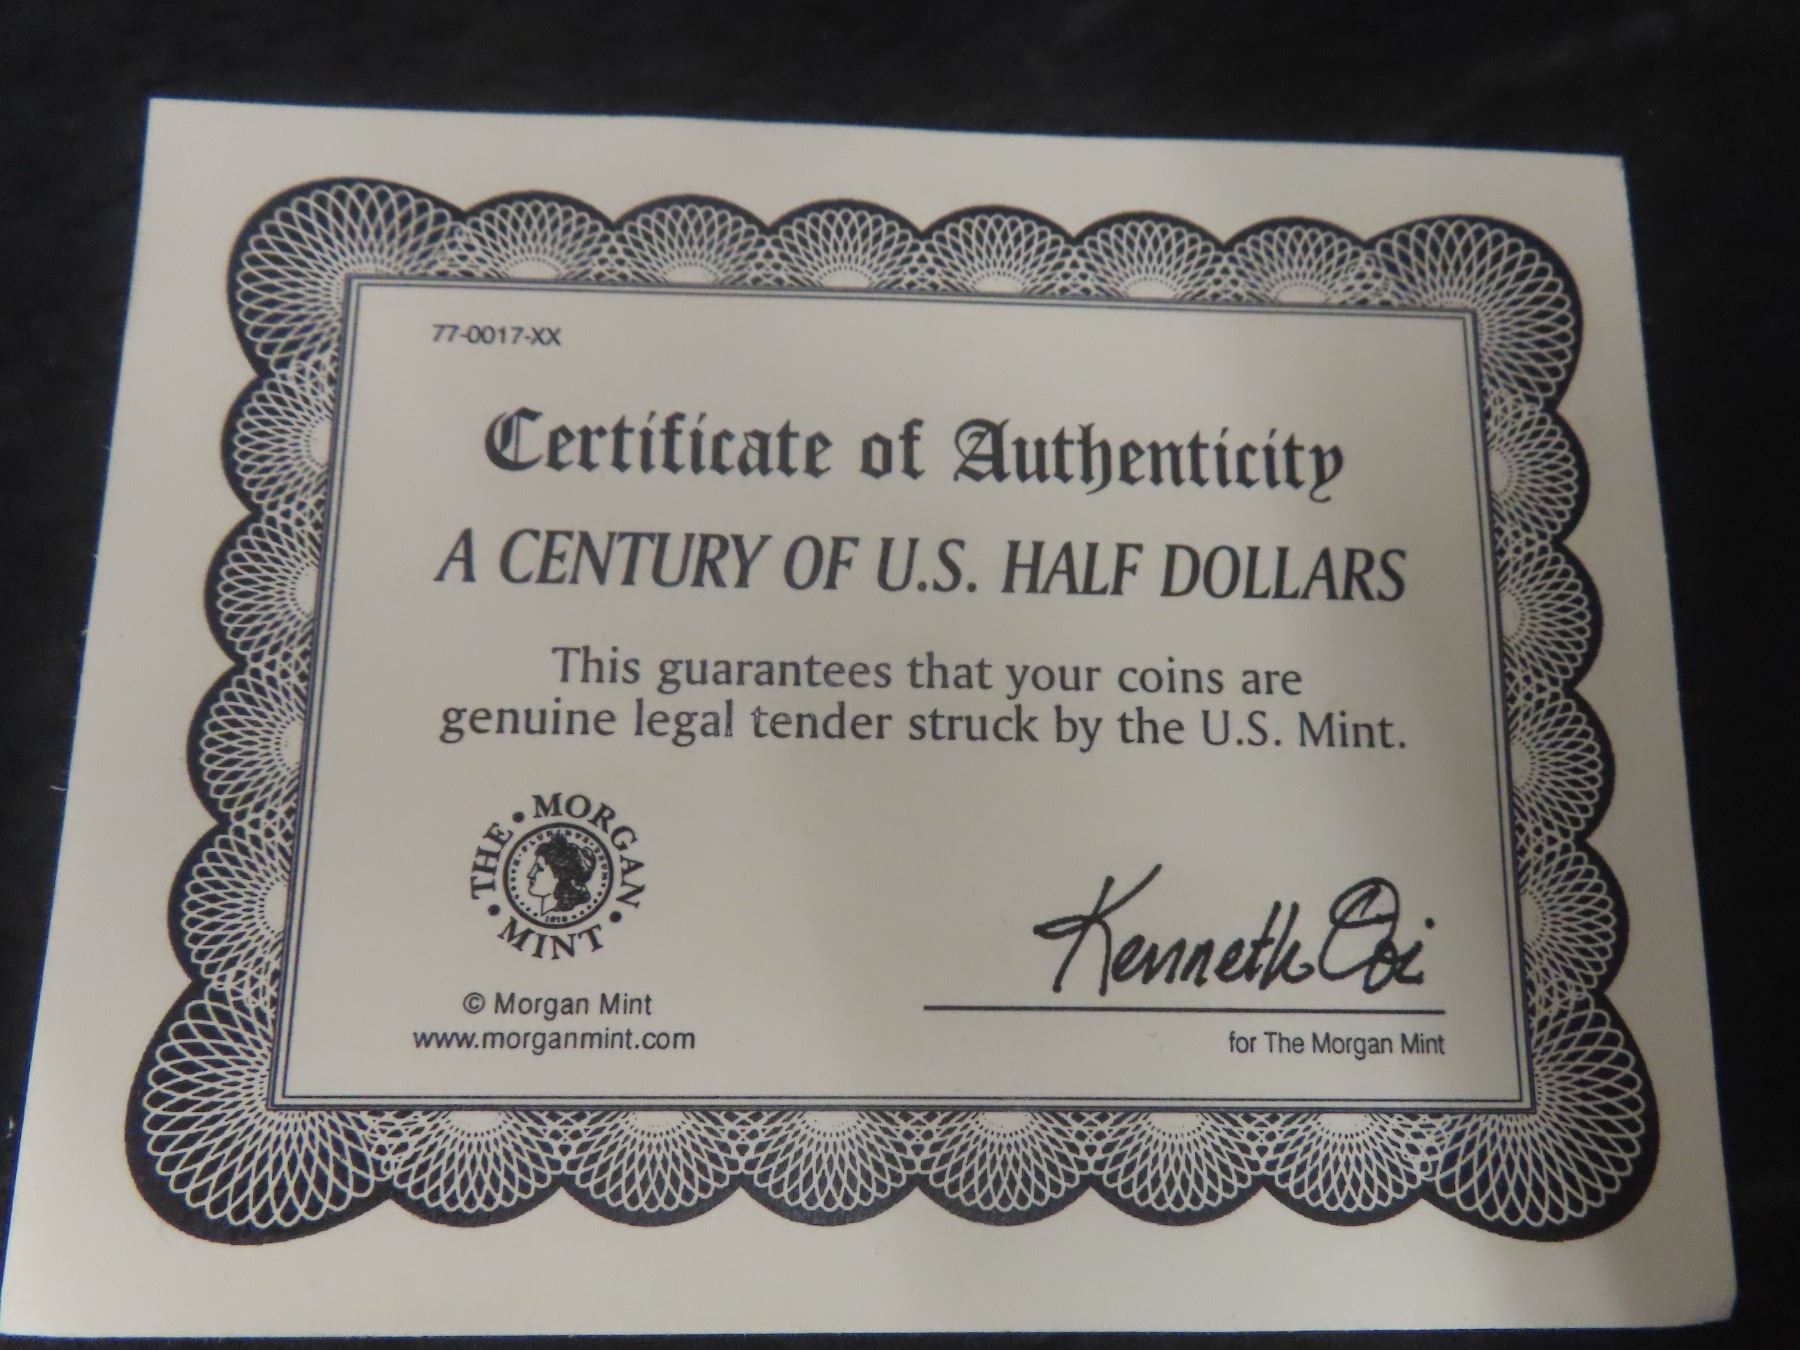 77-0017-XX
Certificate of Authenticity
A CENTURY OF U.S. HALF DOLLARS
This guarantees that your coins are
genuine legal tender struck by the U.S. Mint.
THE • MORGAN • MINT •
© Morgan Mint
www.morganmint.com
Kenneth
for The Morgan Mint